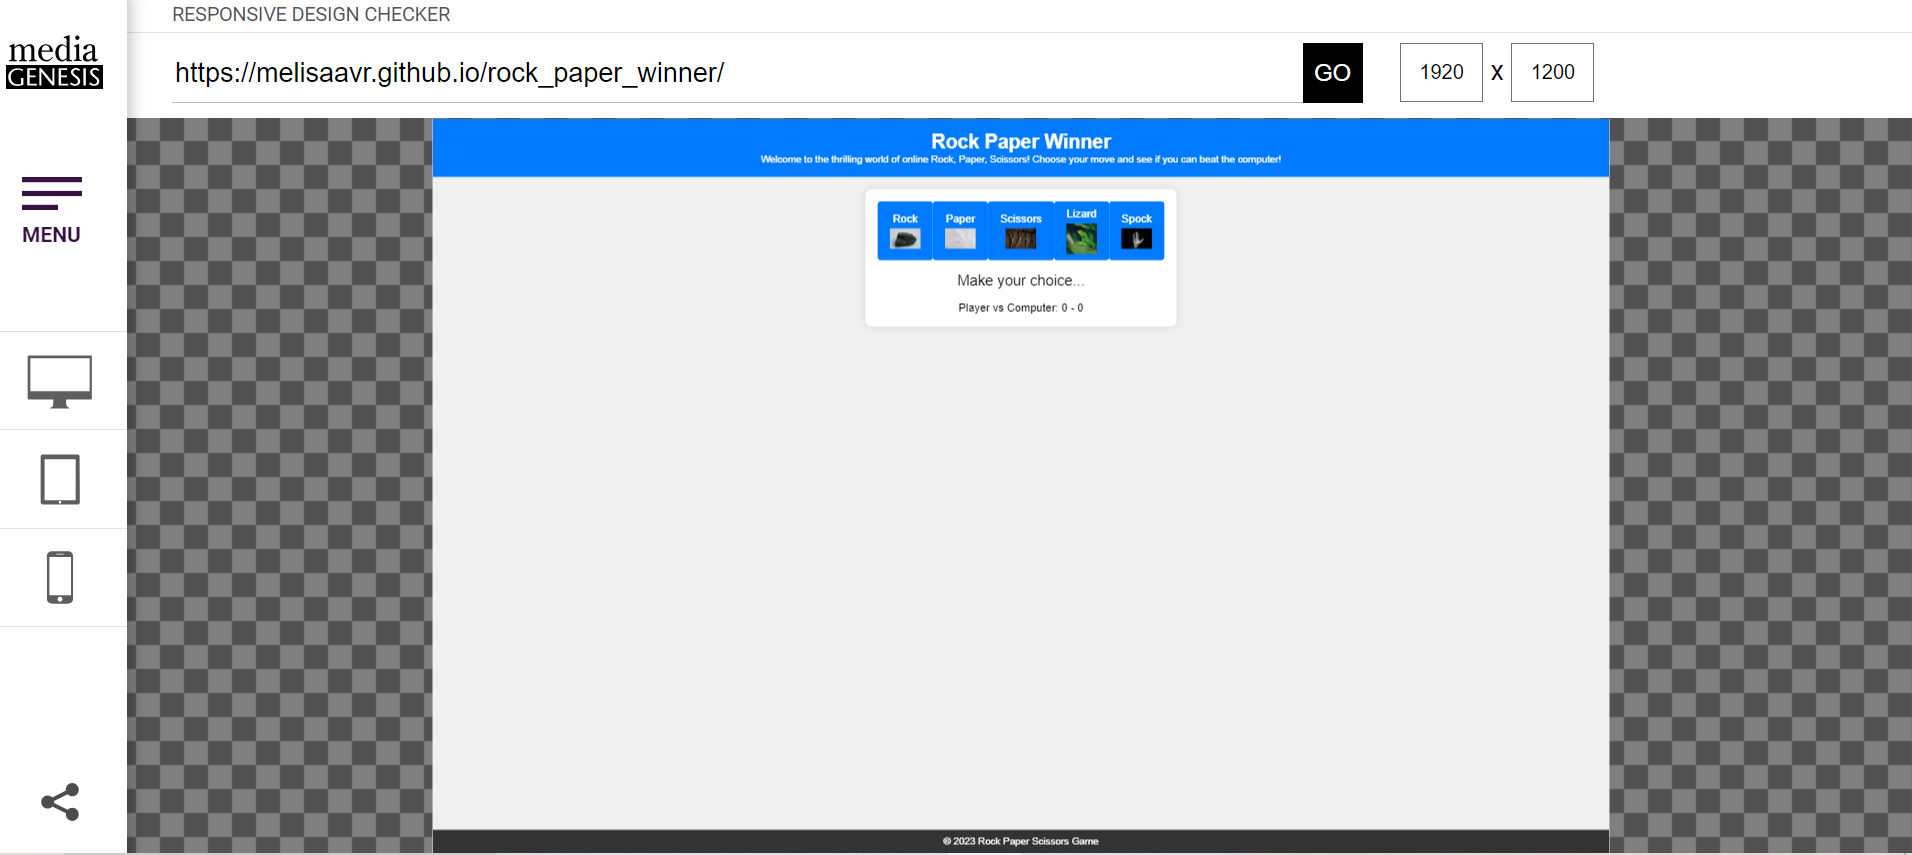 RESPONSIVE DESIGN CHECKER
media
GENESIS
https://melisaavr.github.io/rock_paper_winner/
GO
1920 X 1200
MENU
Rock Paper Winner
Welcome to the thrilling world of online Rock, Paper, Scissors! Choose your move and see if you can beat the computer!
Rock Paper Scissors Lizard Spock
Make your choice...
Player vs Computer: 0 - 0
© 2023 Rock Paper Scissors Game